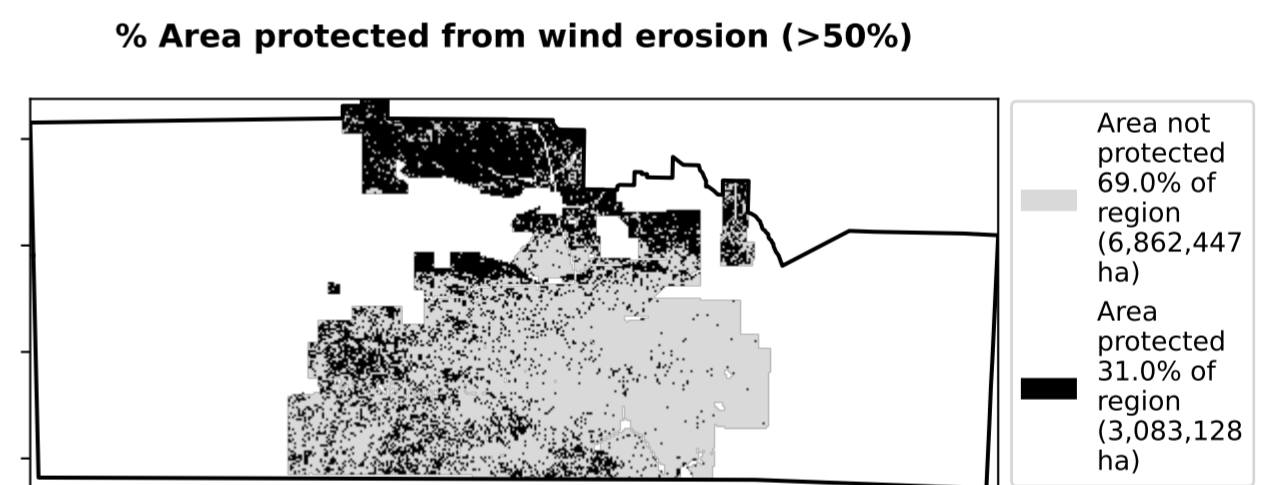 % Area protected from wind erosion (>50%)
Area not
protected
69.0% of
region
(6,862,447
ha)
Area
protected
31.0% of
region
(3,083,128
ha)